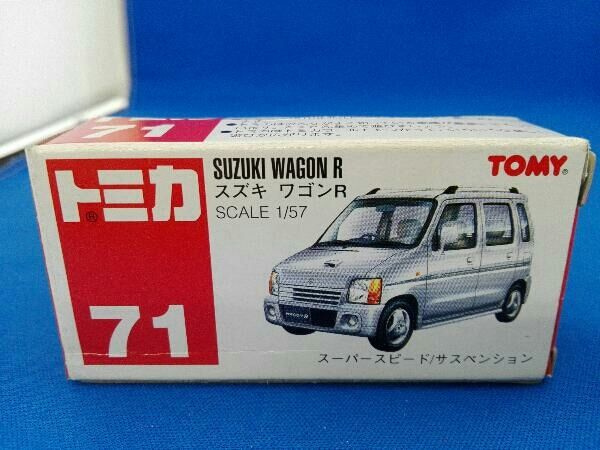 71
トミカ
SUZUKI WAGON R
スズキ ワゴンR
SCALE 1/57
TOMY
71
WAGON R
スーパースピード/サスペンション